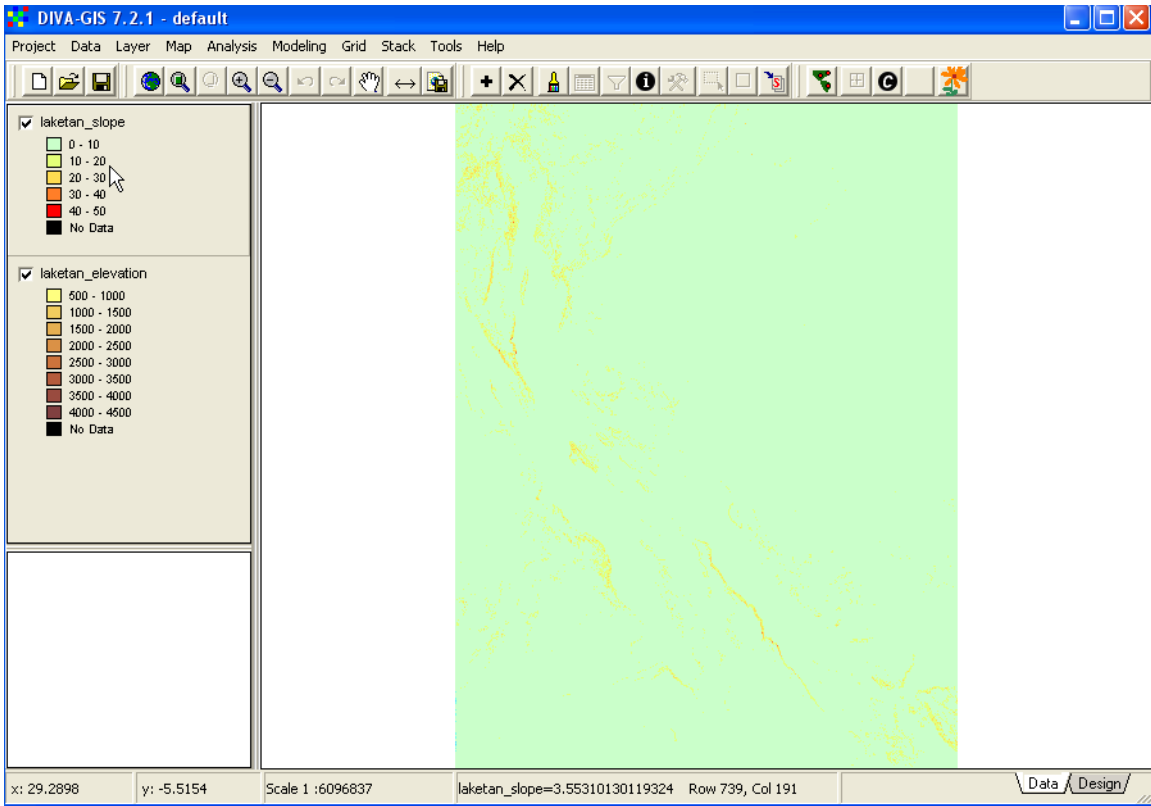 DIVA-GIS 7.2.1 - default
Project Data Layer Map Analysis Modeling Grid Stack Tools Help
laketan_slope
0 - 10
10 - 20
20 - 30
30 - 40
40 - 50
No Data
laketan_elevation
500 - 1000
1000 - 1500
1500 - 2000
2000 - 2500
2500 - 3000
3000 - 3500
3500 - 4000
4000 - 4500
No Data
x: 29.2898 y: -5.5154 Scale 1 :6096837 laketan_slope=3.55310130119324 Row 739, Col 191 Data Design